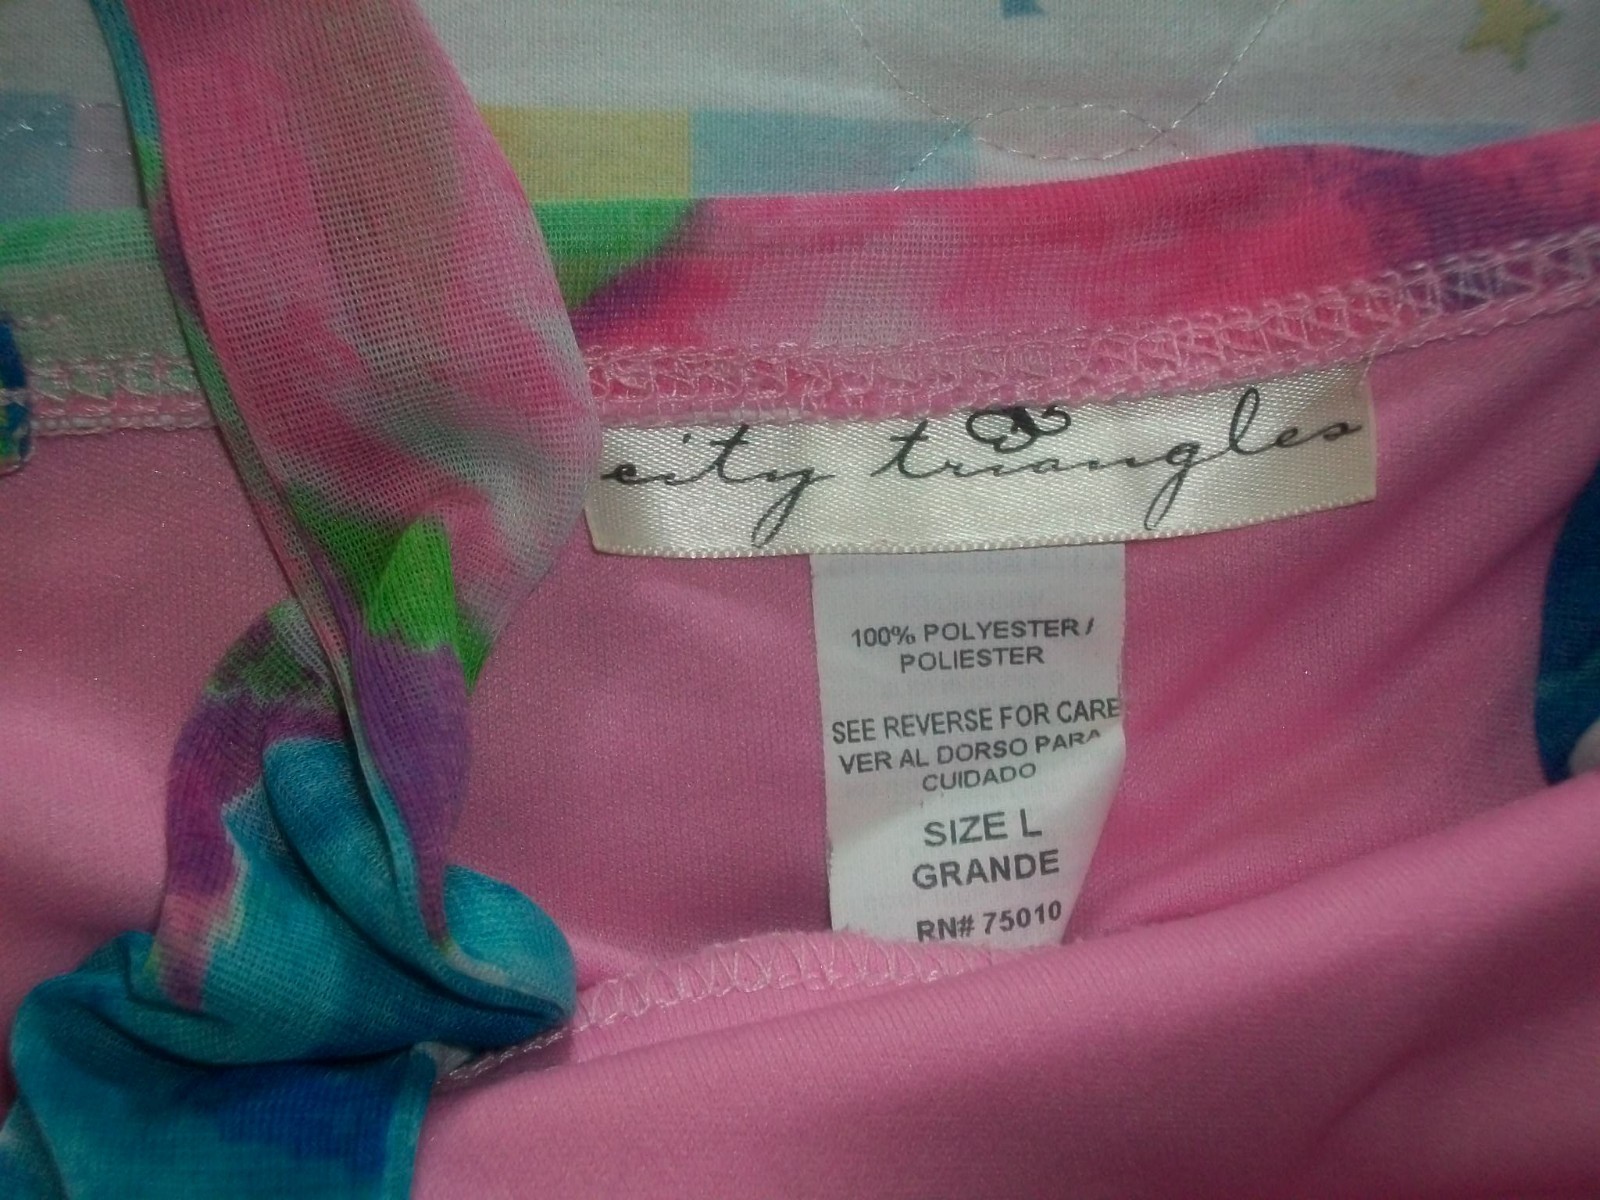 city triangles
100% POLYESTER/
POLIESTER
SEE REVERSE FOR CARE
VER AL DORSO PARA
CUIDADO
SIZE L
GRANDE
RN# 75010